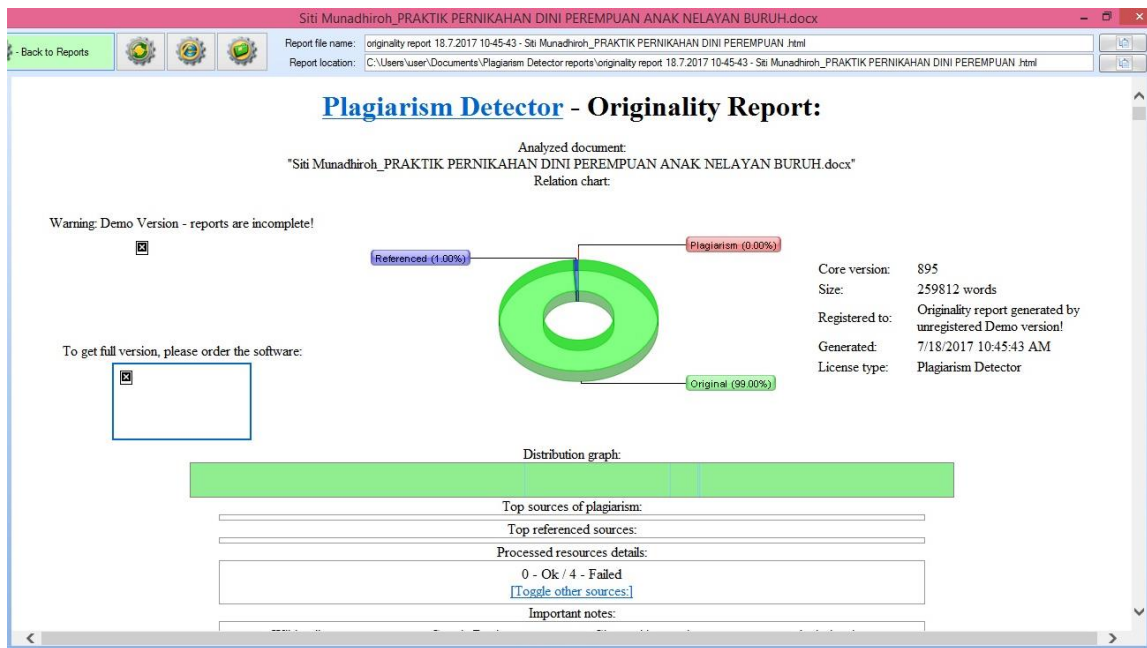 Siti Munadhiroh_PRAKTIK PERNIKAHAN DINI PEREMPUAN ANAK NELAYAN BURUH.docx
- Back to Reports
Report file name: originality report 18.7.2017 10-45-43 - Siti Munadhiroh_PRAKTIK PERNIKAHAN DINI PEREMPUAN .html
Report location: C:\Users\user\Documents\Plagiarism Detector reports\originality report 18.7.2017 10-45-43 - Siti Munadhiroh_PRAKTIK PERNIKAHAN DINI PEREMPUAN .html
Plagiarism Detector - Originality Report:
Analyzed document:
"Siti Munadhiroh_PRAKTIK PERNIKAHAN DINI PEREMPUAN ANAK NELAYAN BURUH.docx"
Relation chart:
Warning: Demo Version - reports are incomplete!
Referenced (1.00%)
Plagiarism (0.00%)
Original (99.00%)
To get full version, please order the software:
Core version: 895
Size: 259812 words
Registered to: Originality report generated by
unregistered Demo version!
Generated: 7/18/2017 10:45:43 AM
License type: Plagiarism Detector
Distribution graph:
Top sources of plagiarism:
Top referenced sources:
Processed resources details:
0 - Ok / 4 - Failed
[Toggle other sources:]
Important notes: